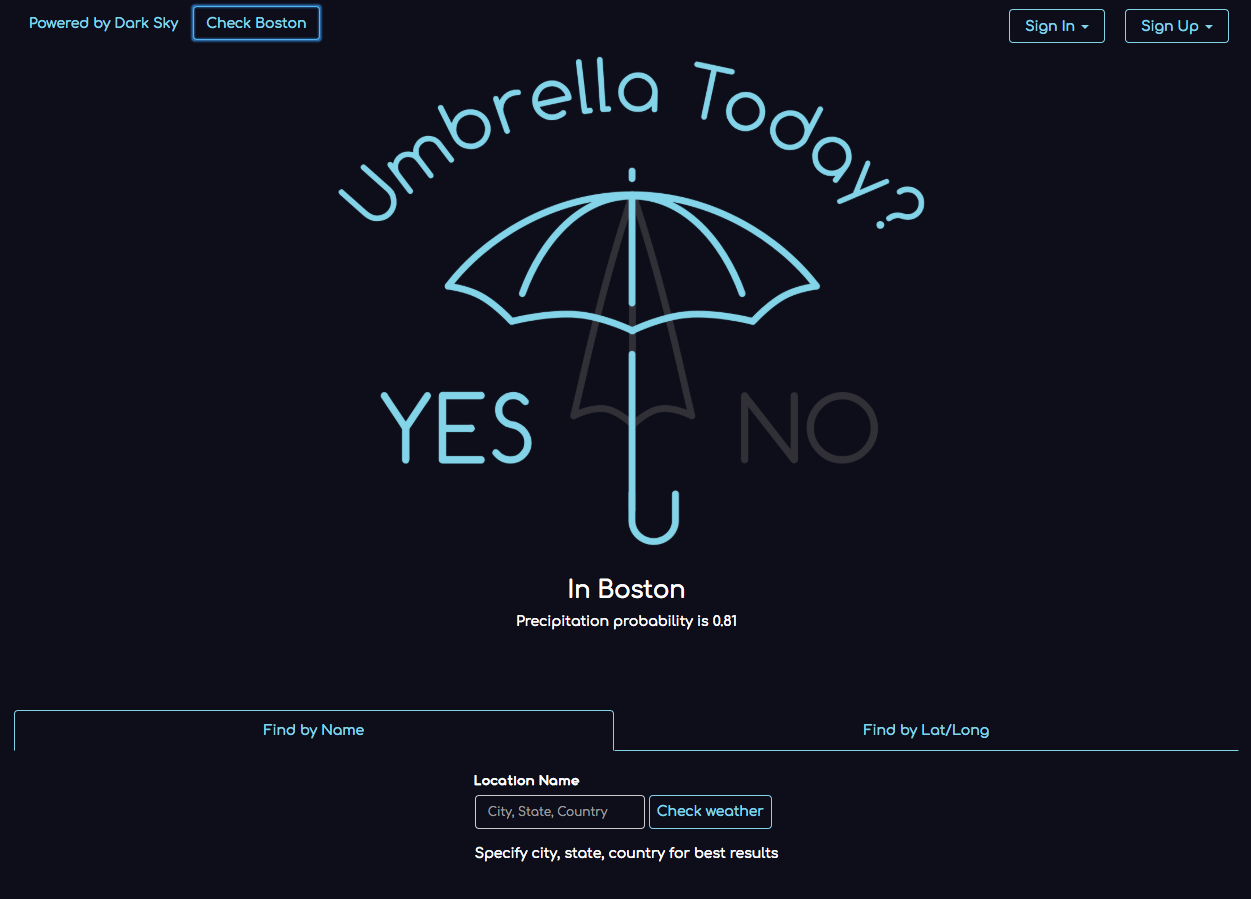 Powered by Dark Sky Check Boston Sign In Sign Up
Umbrella Today?
YES NO
In Boston
Precipitation probability is 0.81
Find by Name Find by Lat/Long
Location Name
City, State, Country Check weather
Specify city, state, country for best results